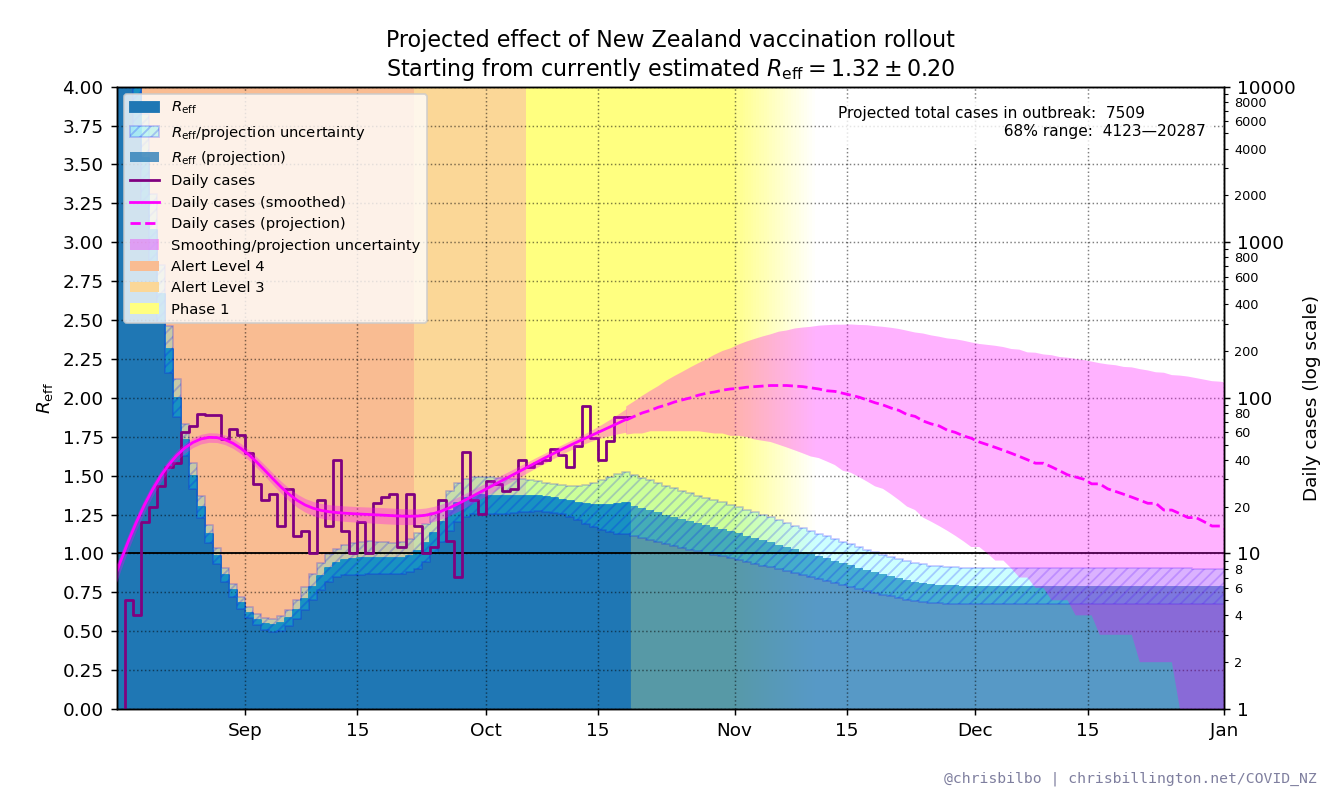 Projected effect of New Zealand vaccination rollout
Starting from currently estimated Reff = 1.32 ± 0.20
Projected total cases in outbreak: 7509
68% range: 4123—20287
Reff
Reff/projection uncertainty
Reff (projection)
Daily cases
Daily cases (smoothed)
Daily cases (projection)
Smoothing/projection uncertainty
Alert Level 4
Alert Level 3
Phase 1
Reff
4.00
3.75
3.50
3.25
3.00
2.75
2.50
2.25
2.00
1.75
1.50
1.25
1.00
0.75
0.50
0.25
0.00
10000
8000
6000
4000
2000
1000
800
600
400
200
100
80
60
40
20
10
8
6
4
2
1
Daily cases (log scale)
Sep 15 Oct 15 Nov 15 Dec 15 Jan
@chrisbilbo | chrisbillington.net/COVID_NZ